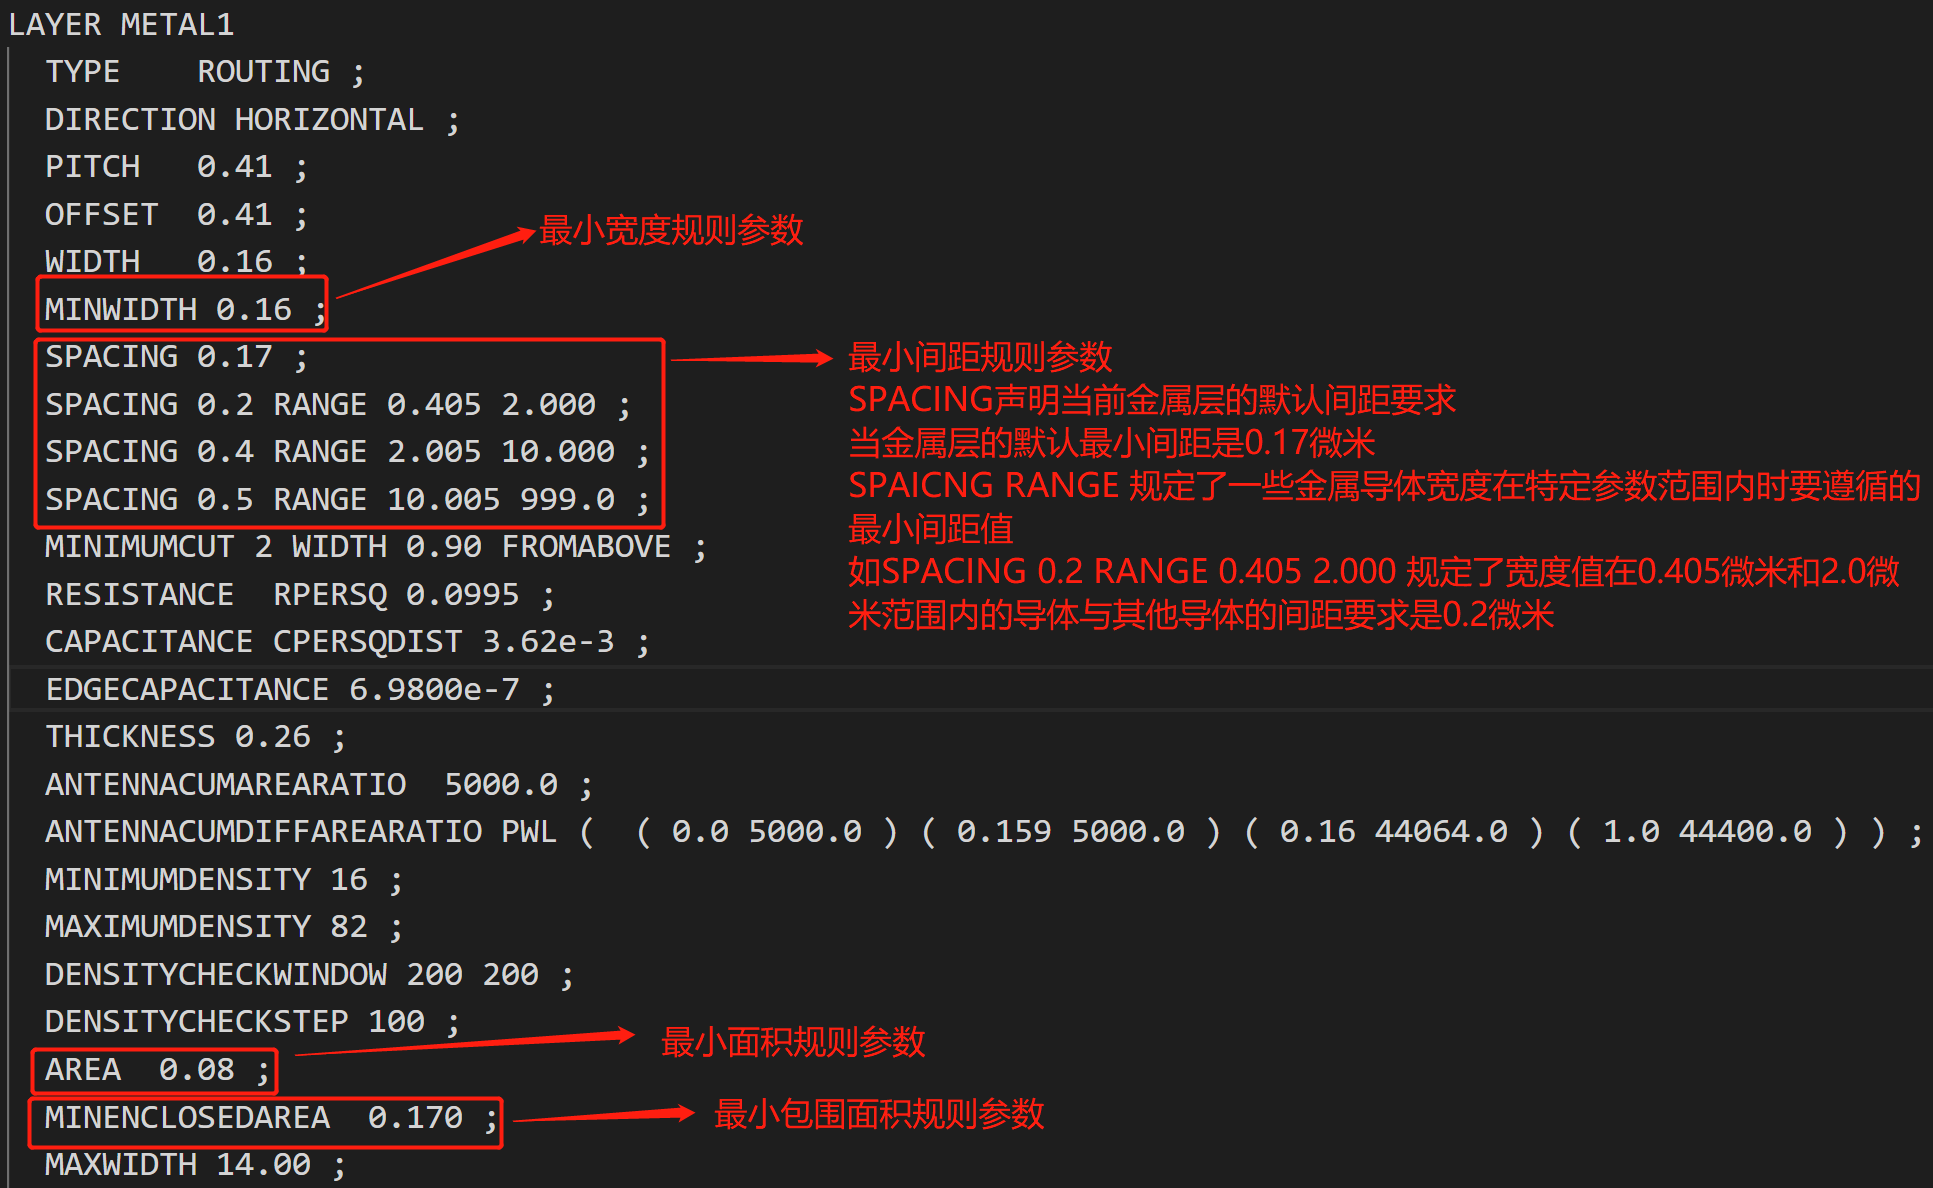 LAYER METAL1
TYPE    ROUTING ;
DIRECTION HORIZONTAL ;
PITCH   0.41 ;
OFFSET  0.41 ;
最小宽度规则参数
WIDTH   0.16 ;
MINWIDTH 0.16 ;
SPACING 0.17 ;
SPACING 0.2 RANGE 0.405 2.000 ;
SPACING 0.4 RANGE 2.005 10.000 ;
SPACING 0.5 RANGE 10.005 999.0 ;
最小间距规则参数
SPACING声明当前金属层的默认间距要求
当金属层的默认最小间距是0.17微米
SPAICNG RANGE 规定了一些金属导体宽度在特定参数范围内时要遵循的
最小间距值
如SPACING 0.2 RANGE 0.405 2.000 规定了宽度值在0.405微米和2.0微
米范围内的导体与其他导体的间距要求是0.2微米
MINIMUMCUT 2 WIDTH 0.90 FROMABOVE ;
RESISTANCE  RPERSQ 0.0995 ;
CAPACITANCE CPERSQDIST 3.62e-3 ;
EDGECAPACITANCE 6.9800e-7 ;
THICKNESS 0.26 ;
ANTENNACUMAREARATIO  5000.0 ;
ANTENNACUMDIFFAREARATIO PWL (  ( 0.0 5000.0 ) ( 0.159 5000.0 ) ( 0.16 44064.0 ) ( 1.0 44400.0 ) ) ;
MINIMUMDENSITY 16 ;
MAXIMUMDENSITY 82 ;
DENSITYCHECKWINDOW 200 200 ;
DENSITYCHECKSTEP 100 ;
最小面积规则参数
AREA  0.08 ;
MINENCLOSEDAREA  0.170 ;
最小包围面积规则参数
MAXWIDTH 14.00 ;